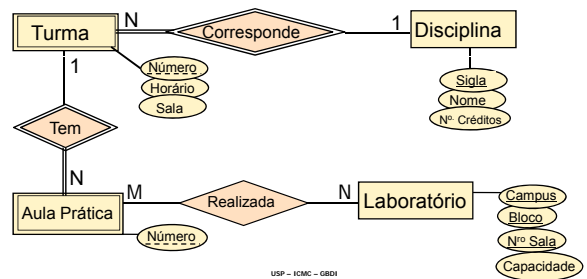 Turma
N
Corresponde
1
Disciplina
1
Número
Horário
Sala
Sigla
Nome
Nº. Créditos
Tem
N
Aula Prática
M
Realizada
N
Laboratório
Número
Campus
Bloco
Nro Sala
Capacidade
USP – ICMC – GBDI